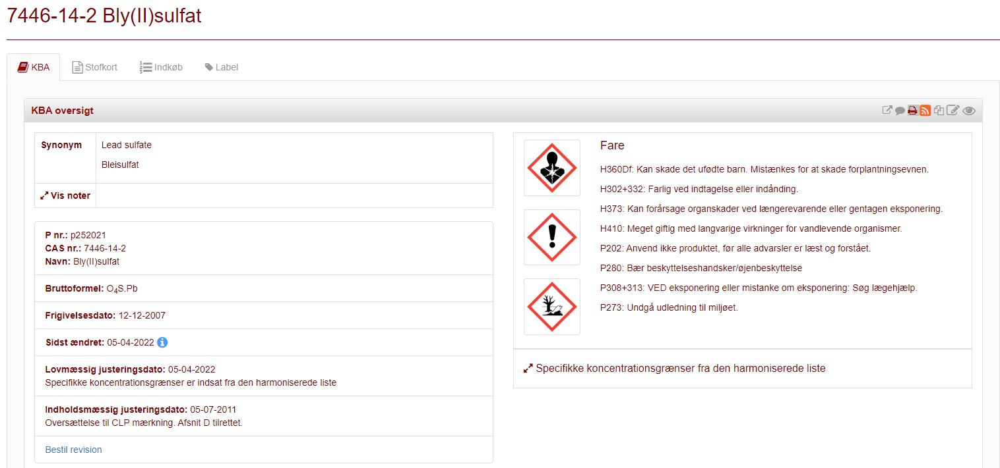 7446-14-2 Bly(II)sulfat
KBA
Stofkort
Indkøb
Label
KBA oversigt
Synonym
Lead sulfate
Bleisulfat
Vis noter
P nr.: p252021
CAS nr.: 7446-14-2
Navn: Bly(II)sulfat
Bruttoformel: O₄S.Pb
Frigivelsesdato: 12-12-2007
Sidst ændret: 05-04-2022
Lovmæssig justeringsdato: 05-04-2022
Specifikke koncentrationsgrænser er indsat fra den harmoniserede liste
Indholdsmæssig justeringsdato: 05-07-2011
Oversættelse til CLP mærkning. Afsnit D tilrettet.
Bestil revision
Fare
H360Df: Kan skade det ufødte barn. Mistænkes for at skade forplantningsevnen.
H302+332: Farlig ved indtagelse eller indånding.
H373: Kan forårsage organskader ved længerevarende eller gentagen eksponering.
H410: Meget giftig med langvarige virkninger for vandlevende organismer.
P202: Anvend ikke produktet, før alle advarsler er læst og forstået.
P280: Bær beskyttelseshandsker/øjenbeskyttelse
P308+313: VED eksponering eller mistanke om eksponering: Søg lægehjælp.
P273: Undgå udledning til miljøet.
Specifikke koncentrationsgrænser fra den harmoniserede liste